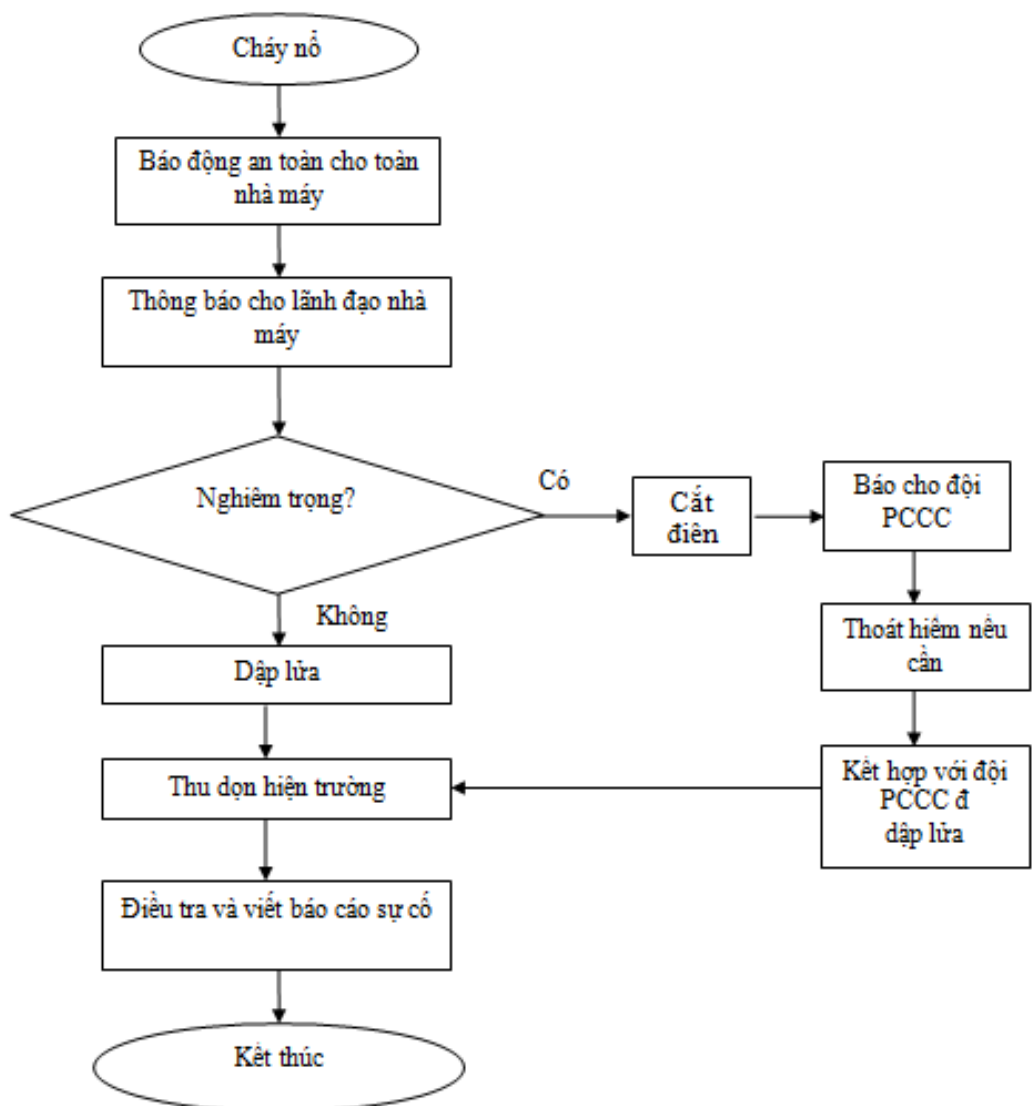 Cháy nổ
Báo động an toàn cho toàn
nhà máy
Thông báo cho lãnh đạo nhà
máy
Nghiêm trọng?
Có
Cắt
điên
Báo cho đội
PCCC
Thoát hiểm nếu
cần
Kết hợp với đội
PCCC đ
dập lửa
Không
Dập lửa
Thu dọn hiện trường
Điều tra và viết báo cáo sự cố
Kết thúc